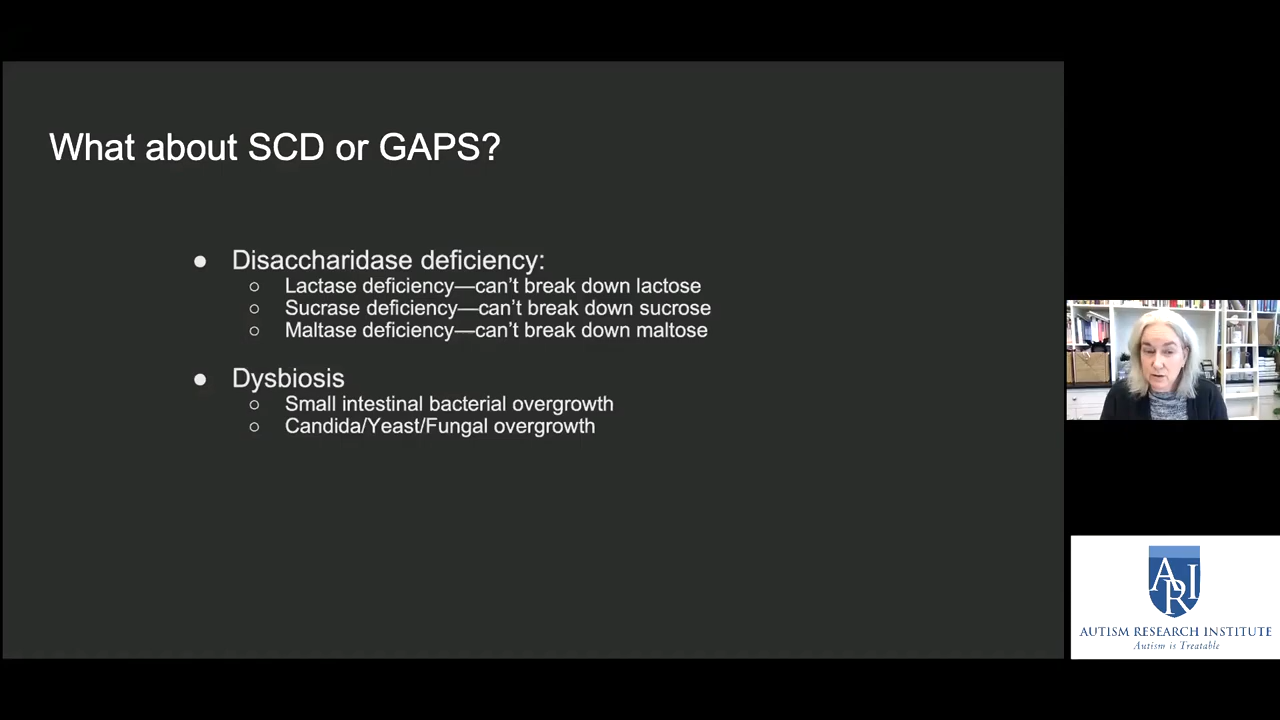 What about SCD or GAPS?
● Disaccharidase deficiency:
○ Lactase deficiency—can't break down lactose
○ Sucrase deficiency—can't break down sucrose
○ Maltase deficiency—can't break down maltose
● Dysbiosis
○ Small intestinal bacterial overgrowth
○ Candida/Yeast/Fungal overgrowth
ARI
AUTISM RESEARCH INSTITUTE
Autism is Treatable